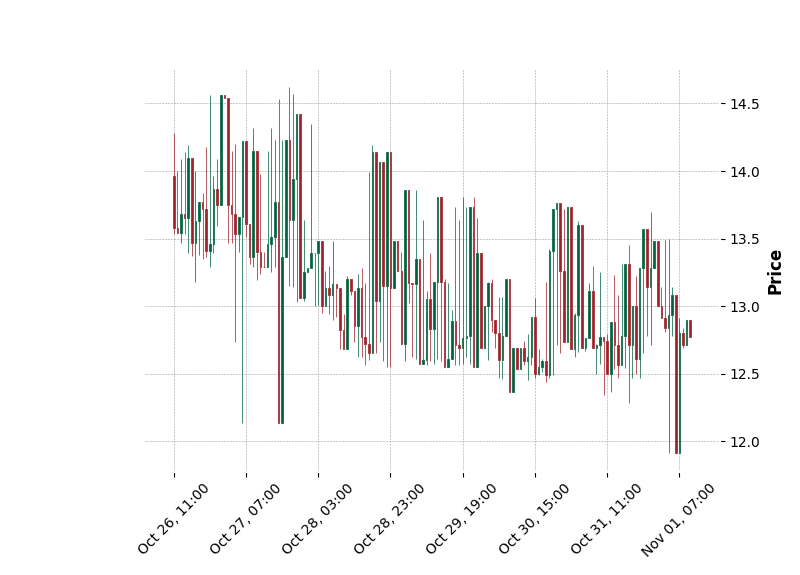 14.5
14.0
13.5
13.0
12.5
12.0
Price
Oct 26, 11:00
Oct 27, 07:00
Oct 28, 03:00
Oct 28, 23:00
Oct 29, 19:00
Oct 30, 15:00
Oct 31, 11:00
Nov 01, 07:00